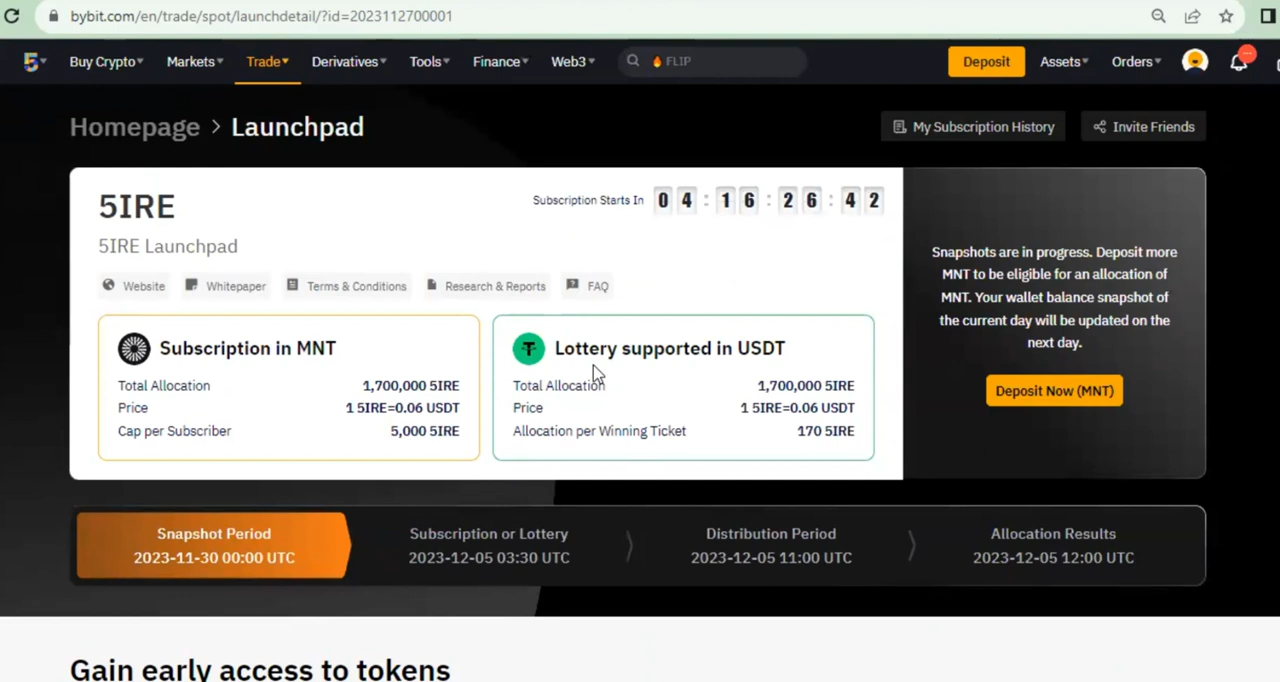 bybit.com/en/trade/spot/launchdetail/?id=2023112700001
Buy Crypto Markets Trade Derivatives Tools Finance Web3 FLIP Deposit Assets Orders
Homepage > Launchpad
My Subscription History Invite Friends
5IRE
Subscription Starts In 04 : 16 : 26 : 42
5IRE Launchpad
Website Whitepaper Terms & Conditions Research & Reports FAQ
Subscription in MNT
Total Allocation 1,700,000 5IRE
Price 1 5IRE=0.06 USDT
Cap per Subscriber 5,000 5IRE
Lottery supported in USDT
Total Allocation 1,700,000 5IRE
Price 1 5IRE=0.06 USDT
Allocation per Winning Ticket 170 5IRE
Snapshots are in progress. Deposit more
MNT to be eligible for an allocation of
MNT. Your wallet balance snapshot of
the current day will be updated on the
next day.
Deposit Now (MNT)
Snapshot Period
2023-11-30 00:00 UTC
Subscription or Lottery
2023-12-05 03:30 UTC
Distribution Period
2023-12-05 11:00 UTC
Allocation Results
2023-12-05 12:00 UTC
Gain early access to tokens